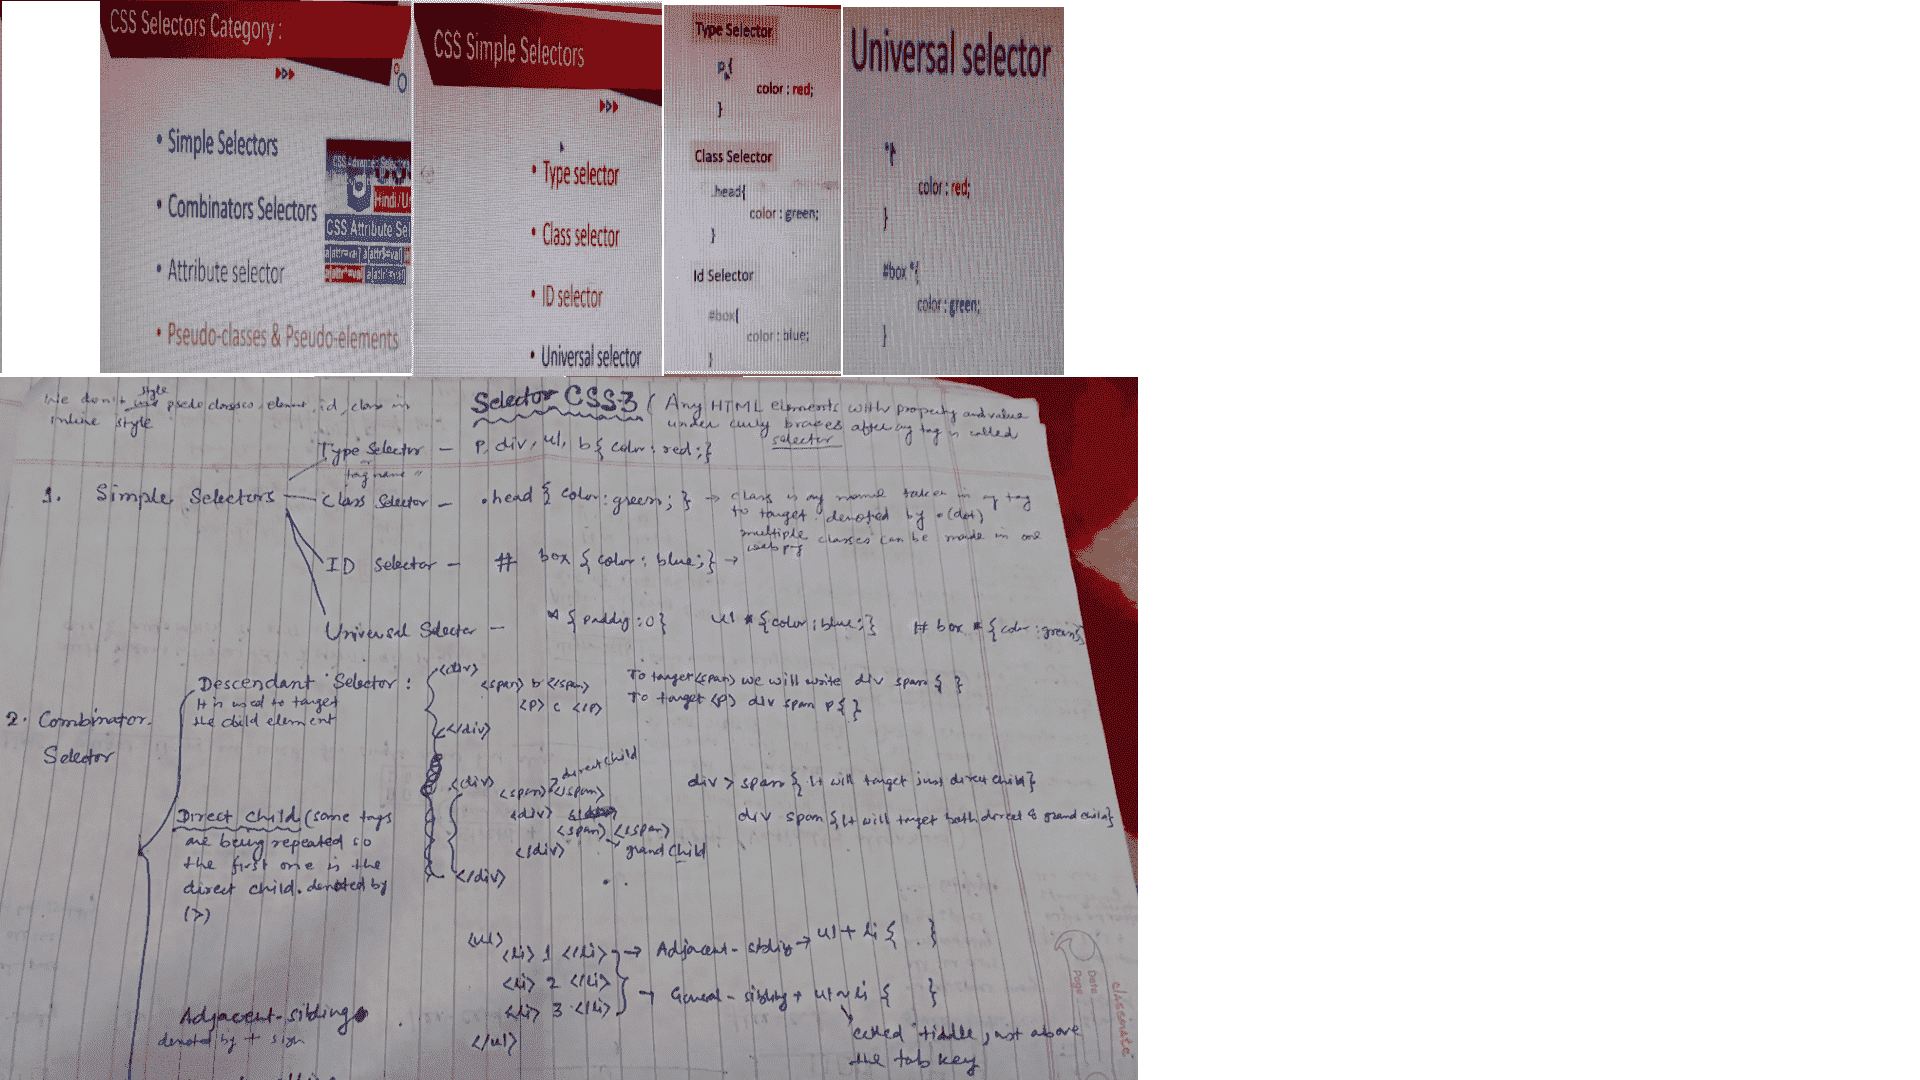 CSS Selectors Category :
• Simple Selectors
• Combinators Selectors
• Attribute selector
• Pseudo-classes & Pseudo-elements
CSS Advance Selectors
Hindi/U
CSS Attribute Sel
a[attr=val] a[attr$=val]
a[attr*=val] a[attr^=val]
CSS Simple Selectors
• Type selector
• Class selector
• ID selector
• Universal selector
Type Selector
p {
color : red;
}
Class Selector
.head{
color : green;
}
Id Selector
#box{
color : blue;
}
Universal selector
*{
color : red;
}
#box *{
color : green;
}
style
We don't psedo classes, element, id, class in
inline style
Selector CSS3 ( Any HTML elements with property and value
under curly braces after any tag is called
selector
Type Selector — P, div, ul, b { color : red ; }
or
tag name "
1. Simple Selectors
Class Selector — .head { color : green ; } → class is any name taken in any tag
to target. denoted by •(dot)
multiple classes can be made in one
web pag
ID Selector — # box { color : blue; } →
Universal Selector — * { paddig : 0 } ul * {color : blue;} # box * {color : green}
2. Combinator
Selector
Descendant Selector :
It is used to target
the child element
<div>
<span> b </span>
<p> c </p>
</div>
To target <span> we will write div span { }
To target <p> div span p { }
Direct Child (same tags
are being repeated so
the first one is the
direct child. denoted by
(>)
direct child
<div>
<span> </span>
<div>
<span> </span>
</div> grand child
</div>
div > span { It will target just direct child }
div span { It will target both direct & grand child }
Adjacent-sibling
denoted by + sign
<ul>
<li> 1 </li> → Adjacent-sibling → ul + li { }
<li> 2 </li>
<li> 3 </li> → General-sibling → ul ~ li { }
</ul>
called tiddle, just above
the tab key
classmate
Date
Page